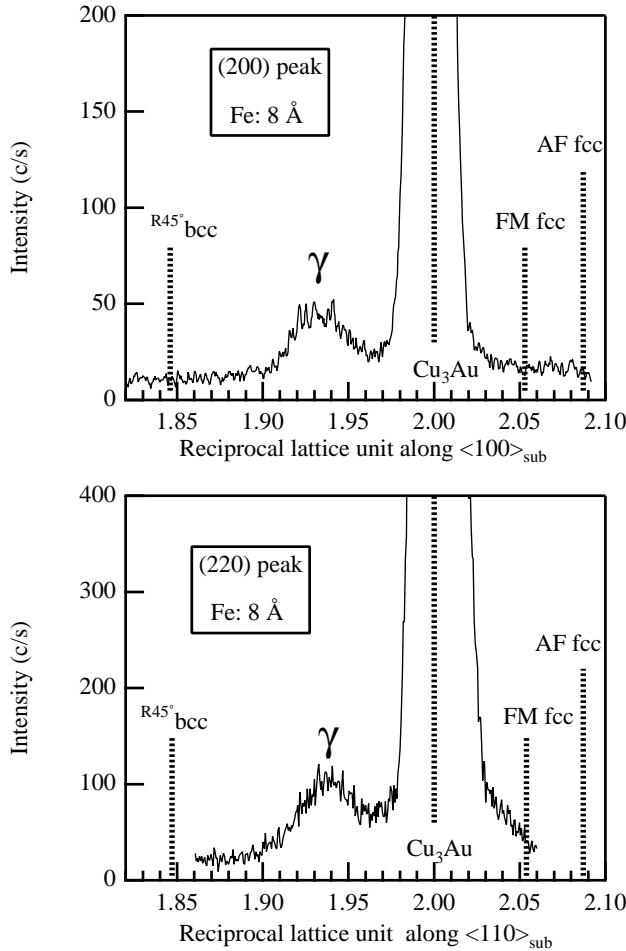 200
(200) peak
Fe: 8 Å
150
AF fcc
Intensity (c/s)
100
R45° bcc
FM fcc
γ
50
Cu₃Au
0
1.85 1.90 1.95 2.00 2.05 2.10
Reciprocal lattice unit along <100>sub
400
(220) peak
Fe: 8 Å
300
AF fcc
Intensity (c/s)
200
R45° bcc
FM fcc
γ
100
Cu₃Au
0
1.85 1.90 1.95 2.00 2.05 2.10
Reciprocal lattice unit along <110>sub